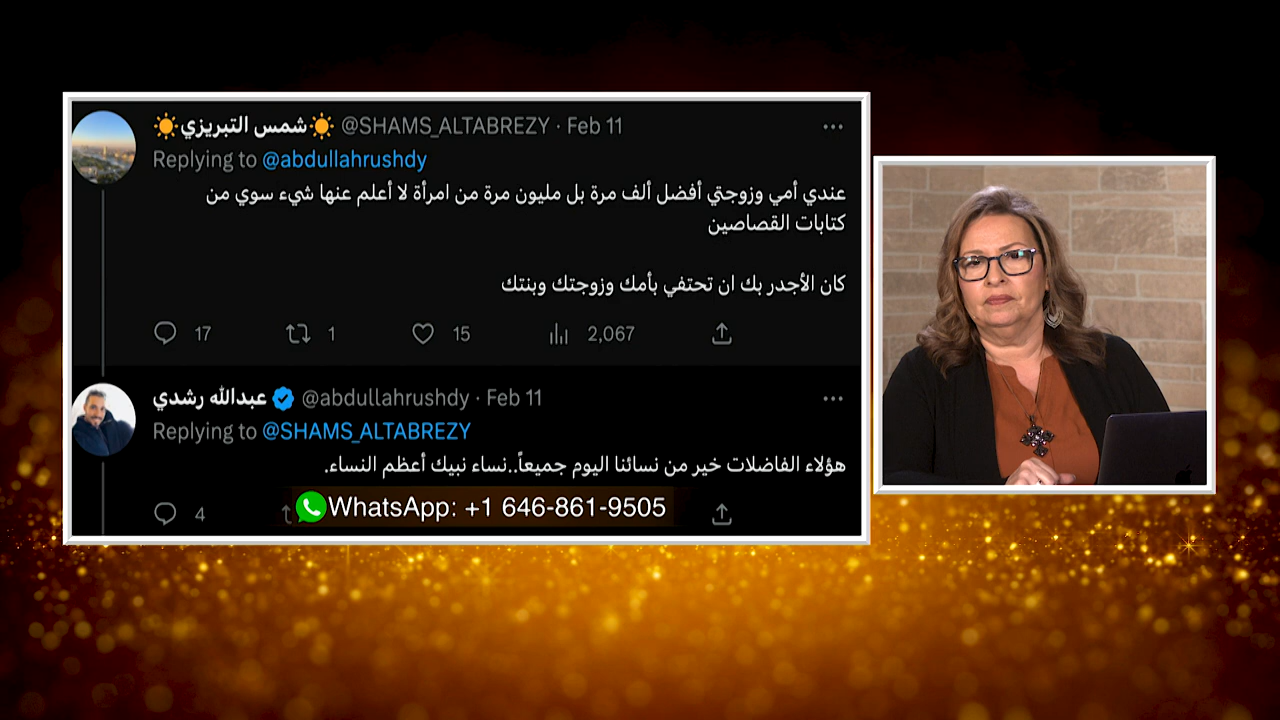 ☀️شمس التبريزي☀️ @SHAMS_ALTABREZY · Feb 11
Replying to @abdullahrushdy
عندي أمي وزوجتي أفضل ألف مرة بل مليون مرة من امرأة لا أعلم عنها شيء سوي من
كتابات القصاصين
كان الأجدر بك ان تحتفي بأمك وزوجتك وبنتك
17 1 15 2,067
عبدالله رشدي @abdullahrushdy · Feb 11
Replying to @SHAMS_ALTABREZY
هؤلاء الفاضلات خير من نسائنا اليوم جميعاً..نساء نبيك أعظم النساء.
4
WhatsApp: +1 646-861-9505